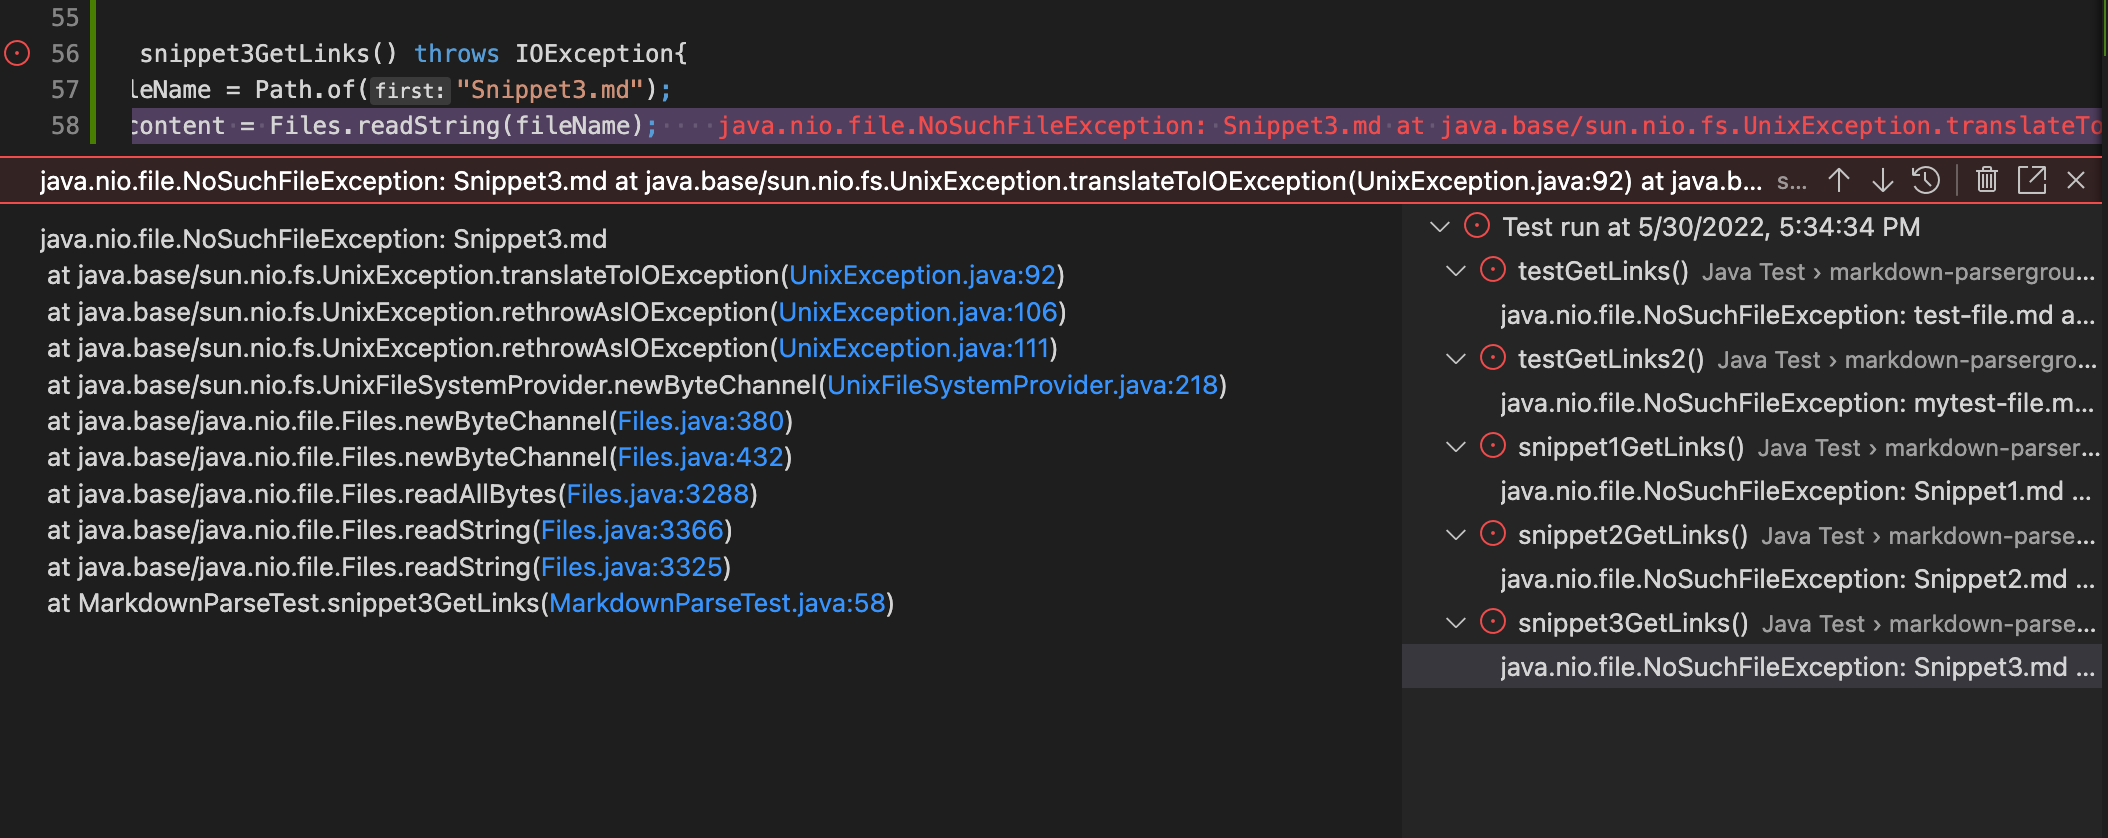 55
56 snippet3GetLinks() throws IOException{
57 leName = Path.of(first: "Snippet3.md");
58 content = Files.readString(fileName); java.nio.file.NoSuchFileException: Snippet3.md at java.base/sun.nio.fs.UnixException.translateTo
java.nio.file.NoSuchFileException: Snippet3.md at java.base/sun.nio.fs.UnixException.translateToIOException(UnixException.java:92) at java.b... s...
java.nio.file.NoSuchFileException: Snippet3.md
at java.base/sun.nio.fs.UnixException.translateToIOException(UnixException.java:92)
at java.base/sun.nio.fs.UnixException.rethrowAsIOException(UnixException.java:106)
at java.base/sun.nio.fs.UnixException.rethrowAsIOException(UnixException.java:111)
at java.base/sun.nio.fs.UnixFileSystemProvider.newByteChannel(UnixFileSystemProvider.java:218)
at java.base/java.nio.file.Files.newByteChannel(Files.java:380)
at java.base/java.nio.file.Files.newByteChannel(Files.java:432)
at java.base/java.nio.file.Files.readAllBytes(Files.java:3288)
at java.base/java.nio.file.Files.readString(Files.java:3366)
at java.base/java.nio.file.Files.readString(Files.java:3325)
at MarkdownParseTest.snippet3GetLinks(MarkdownParseTest.java:58)
Test run at 5/30/2022, 5:34:34 PM
testGetLinks() Java Test › markdown-parsergrou...
java.nio.file.NoSuchFileException: test-file.md a...
testGetLinks2() Java Test › markdown-parsergro...
java.nio.file.NoSuchFileException: mytest-file.m...
snippet1GetLinks() Java Test › markdown-parser...
java.nio.file.NoSuchFileException: Snippet1.md ...
snippet2GetLinks() Java Test › markdown-parse...
java.nio.file.NoSuchFileException: Snippet2.md ...
snippet3GetLinks() Java Test › markdown-parse...
java.nio.file.NoSuchFileException: Snippet3.md ...